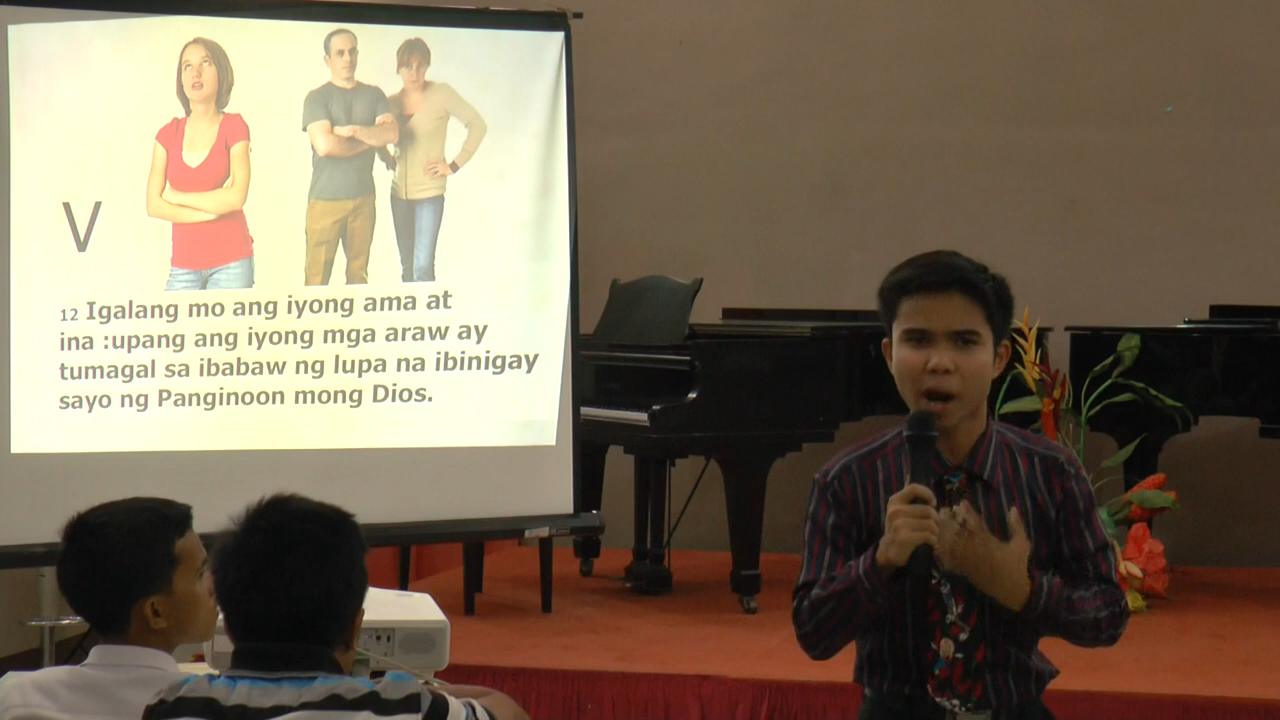 V
12 Igalang mo ang iyong ama at
ina :upang ang iyong mga araw ay
tumagal sa ibabaw ng lupa na ibinigay
sayo ng Panginoon mong Dios.